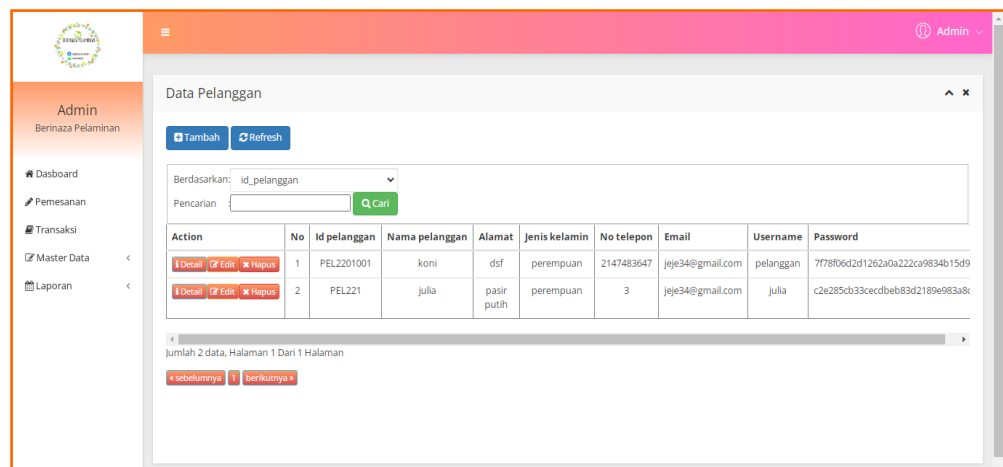 Admin
Admin
Berinaza Pelaminan
Dasboard
Pemesanan
Transaksi
Master Data
Laporan
Data Pelanggan
Tambah Refresh
Berdasarkan: id_pelanggan
Pencarian : Cari
Action No Id pelanggan Nama pelanggan Alamat Jenis kelamin No telepon Email Username Password
Detail Edit Hapus 1 PEL2201001 koni dsf perempuan 2147483647 jeje34@gmail.com pelanggan 7f78f06d2d1262a0a222ca9834b15d9
Detail Edit Hapus 2 PEL221 julia pasir putih perempuan 3 jeje34@gmail.com julia c2e285cb33cecdbeb83d2189e983a8
Jumlah 2 data, Halaman 1 Dari 1 Halaman
« sebelumnya 1 berikutnya »